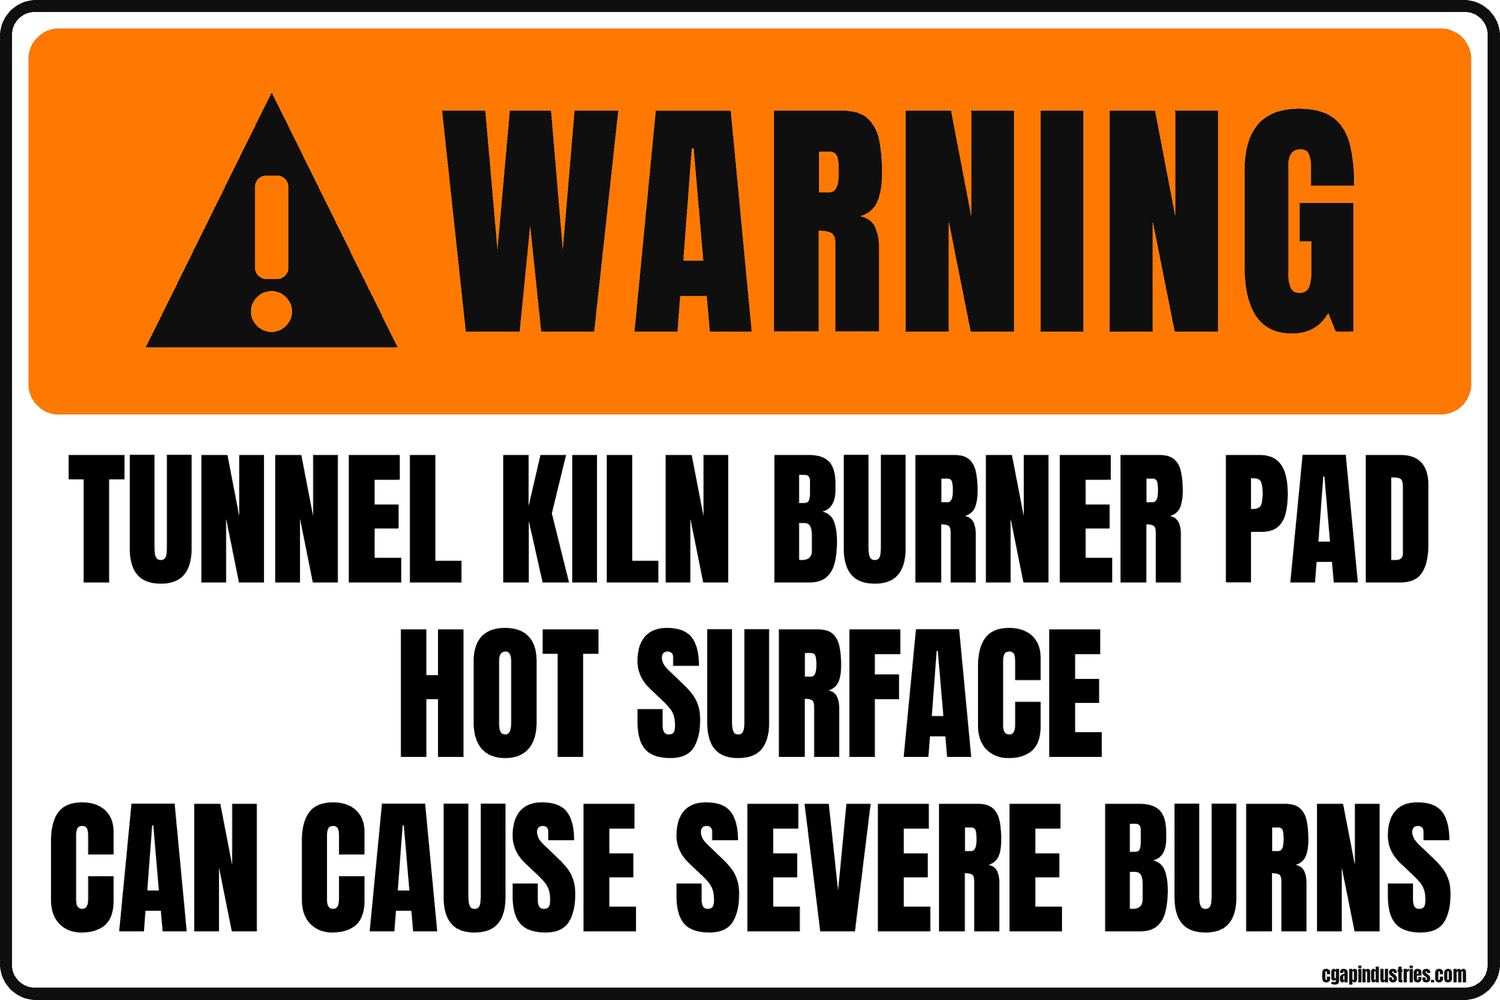 WARNING
TUNNEL KILN BURNER PAD
HOT SURFACE
CAN CAUSE SEVERE BURNS
cgapindustries.com